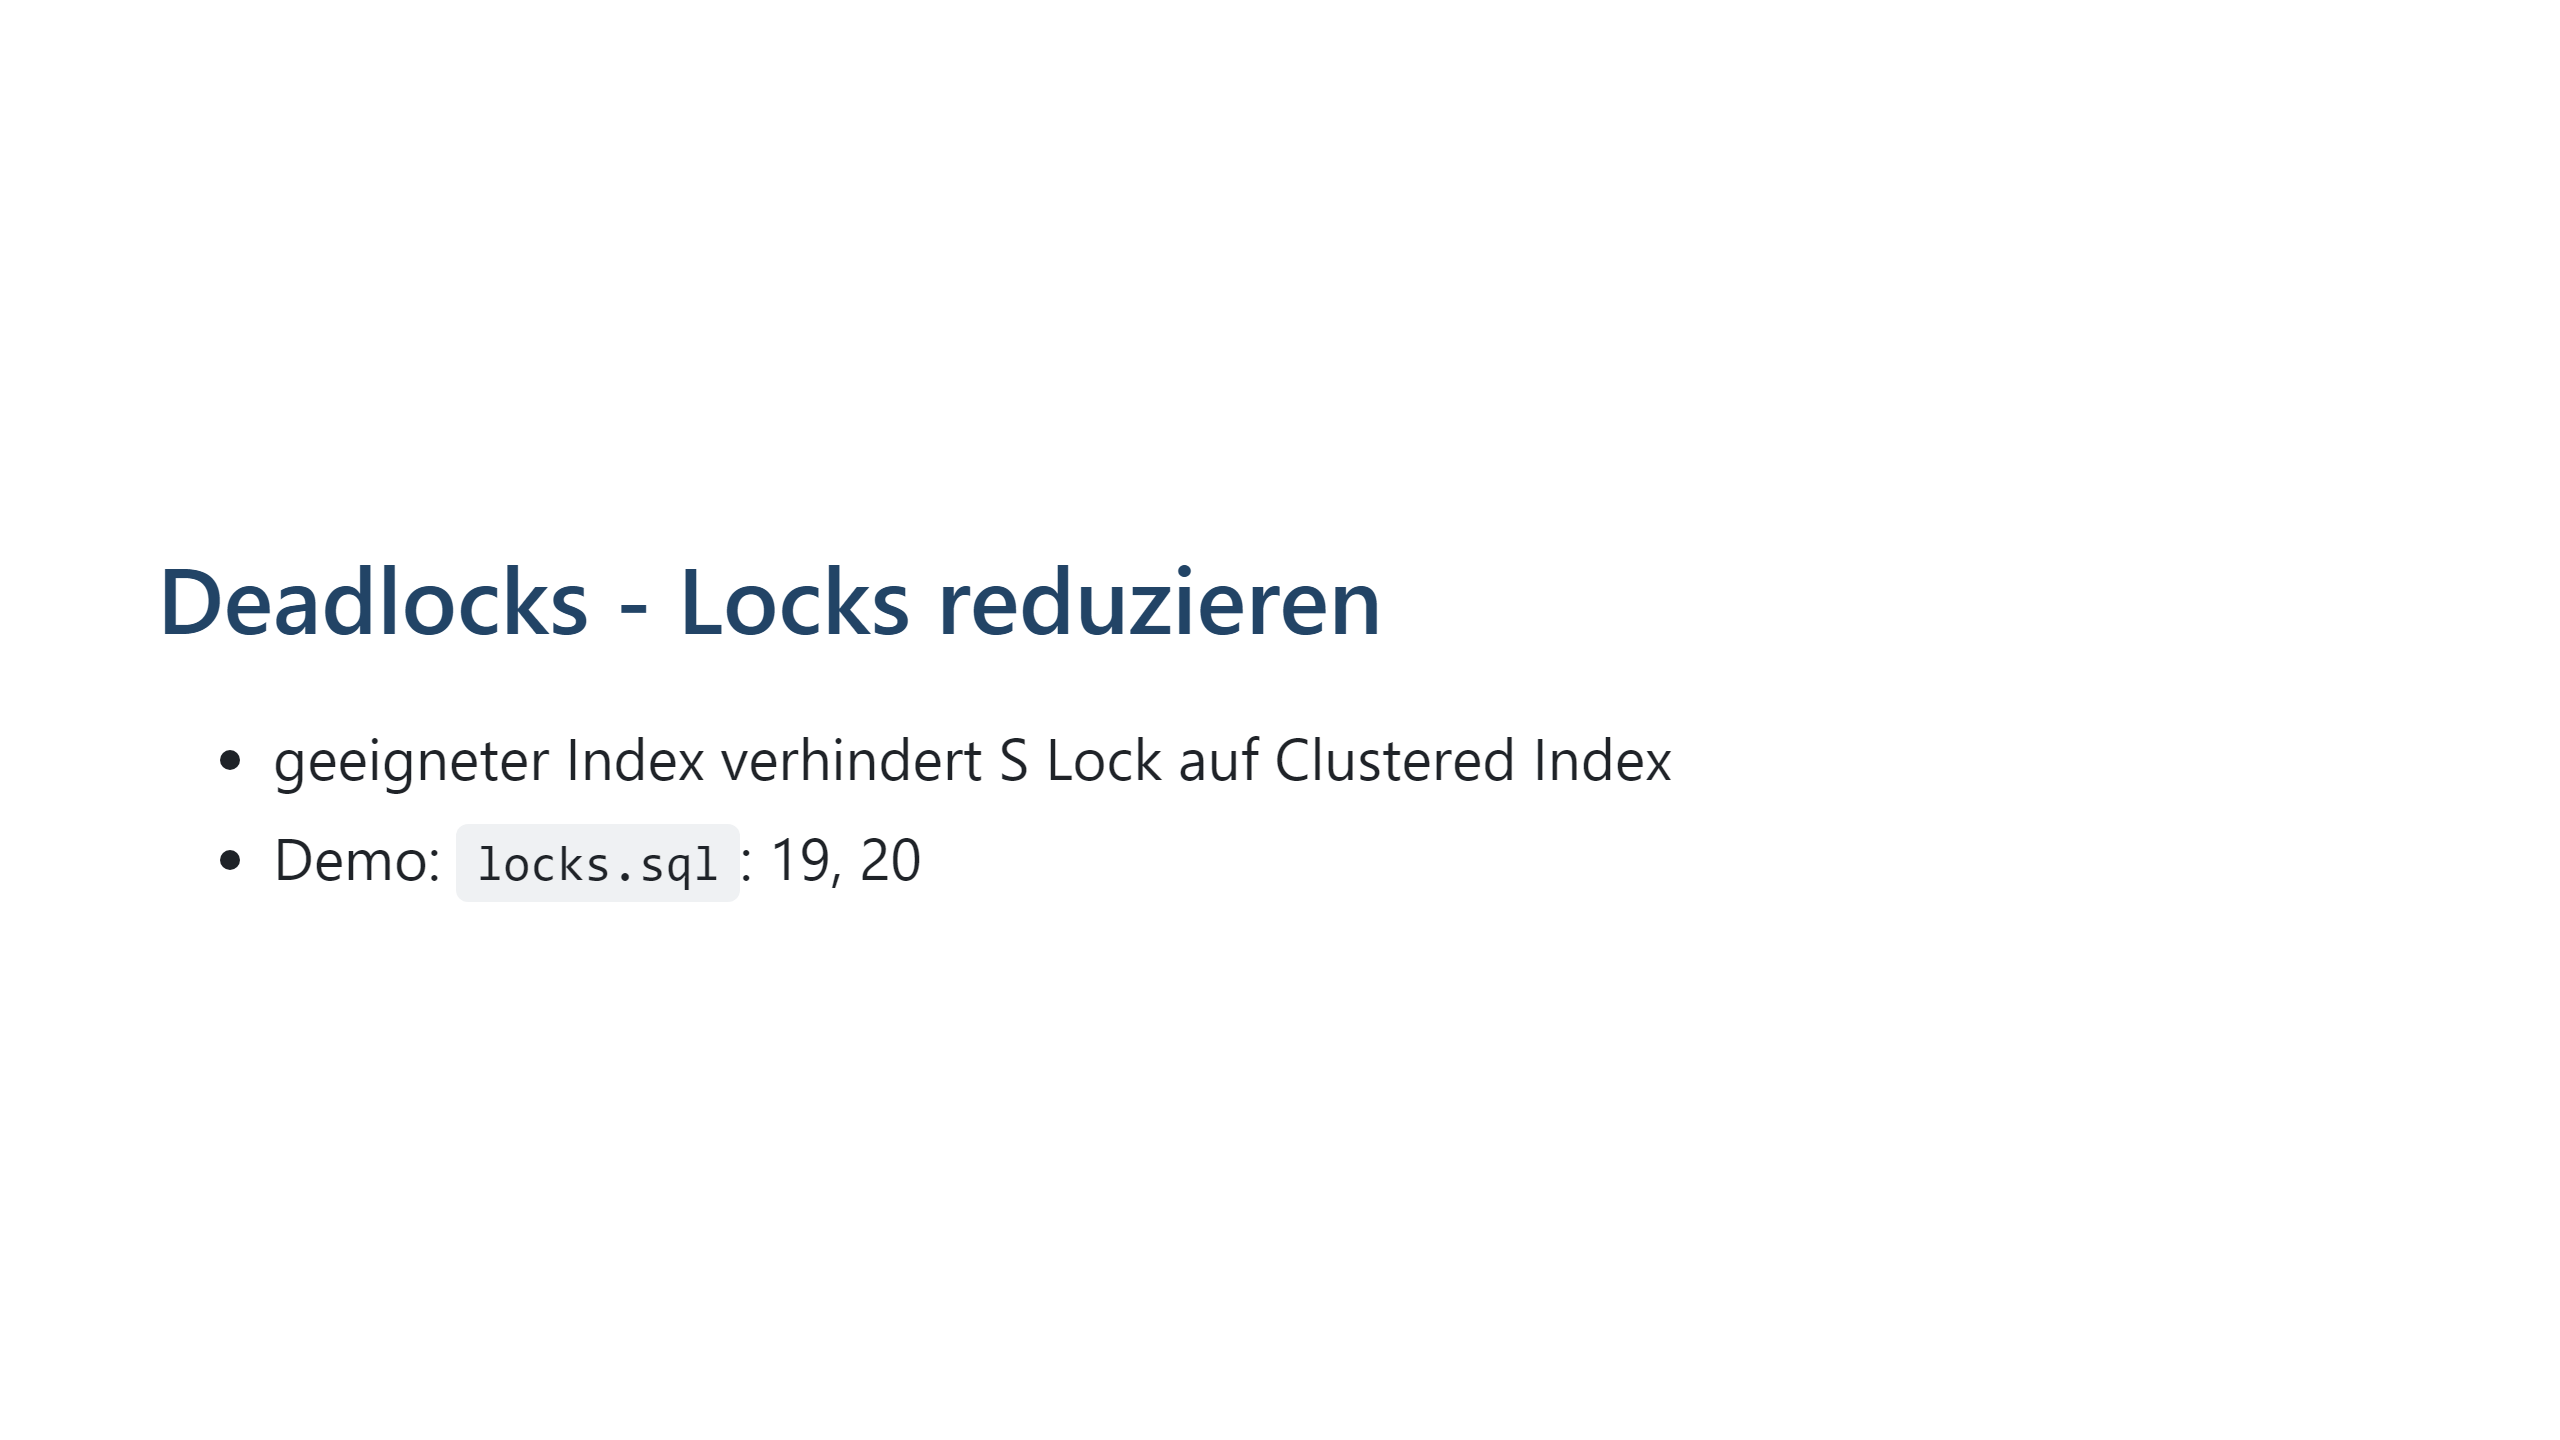 Deadlocks - Locks reduzieren
• geeigneter Index verhindert S Lock auf Clustered Index
• Demo: locks.sql : 19, 20